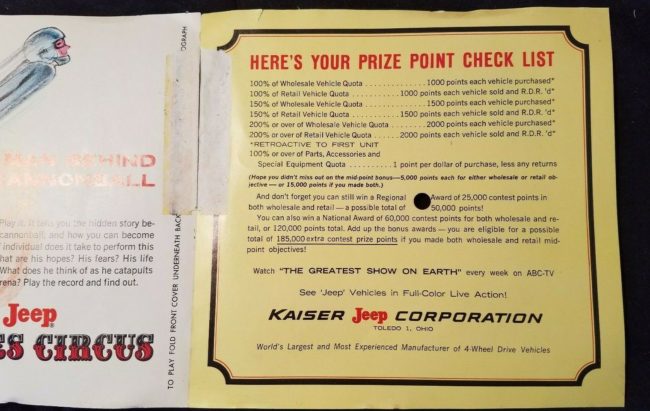 MAN BEHIND
CANNONBALL
Play it. It tells you the hidden story be-
cannonball, and how you can become
individual does it take to perform this
hat are his hopes? His fears? His life
What does he think of as he catapults
rena? Play the record and find out.
Jeep
ES CIRCUS
TO PLAY FOLD FRONT COVER UNDERNEATH BACK
OGRAPH
HERE'S YOUR PRIZE POINT CHECK LIST
100% of Wholesale Vehicle Quota ............ 1000 points each vehicle purchased*
100% of Retail Vehicle Quota ........ 1000 points each vehicle sold and R.D.R. 'd*
150% of Wholesale Vehicle Quota ............ 1500 points each vehicle purchased*
150% of Retail Vehicle Quota ........ 1500 points each vehicle sold and R.D.R. 'd*
200% or over of Wholesale Vehicle Quota ..... 2000 points each vehicle purchased*
200% or over of Retail Vehicle Quota ..... 2000 points each vehicle sold and R.D.R. 'd*
*RETROACTIVE TO FIRST UNIT
100% or over of Parts, Accessories and
Special Equipment Quota .......... 1 point per dollar of purchase, less any returns
(Hope you didn't miss out on the mid-point bonus—5,000 points each for either wholesale or retail ob-
jective — or 15,000 points if you made both.)
And don't forget you can still win a Regional Award of 25,000 contest points in
both wholesale and retail — a possible total of 50,000 points!
You can also win a National Award of 60,000 contest points for both wholesale and re-
tail, or 120,000 points total. Add up the bonus awards — you are eligible for a possible
total of 185,000 extra contest prize points if you made both wholesale and retail mid-
point objectives!
Watch "THE GREATEST SHOW ON EARTH" every week on ABC-TV
See 'Jeep' Vehicles in Full-Color Live Action!
KAISER Jeep CORPORATION
TOLEDO 1, OHIO
World's Largest and Most Experienced Manufacturer of 4-Wheel Drive Vehicles